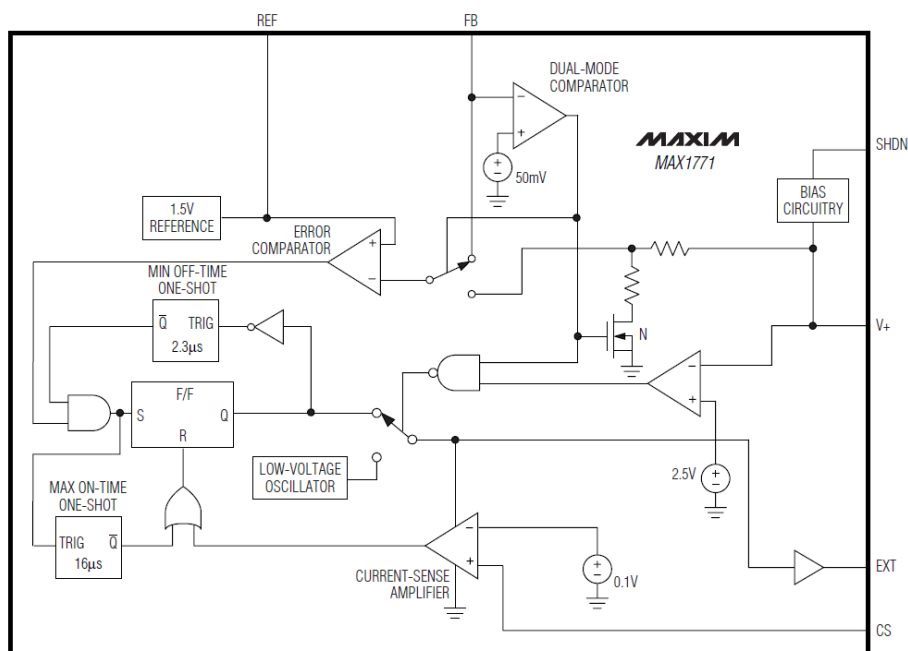 REF
FB
DUAL-MODE
COMPARATOR
−
+
+
−
50mV
MAXIM
MAX1771
SHDN
BIAS
CIRCUITRY
1.5V
REFERENCE
ERROR
COMPARATOR
+
−
MIN OFF-TIME
ONE-SHOT
Q̅
TRIG
2.3µs
N
V+
−
+
F/F
S
Q
R
LOW-VOLTAGE
OSCILLATOR
2.5V
+
−
MAX ON-TIME
ONE-SHOT
TRIG
Q̅
16µs
−
+
CURRENT-SENSE
AMPLIFIER
+
−
0.1V
EXT
CS